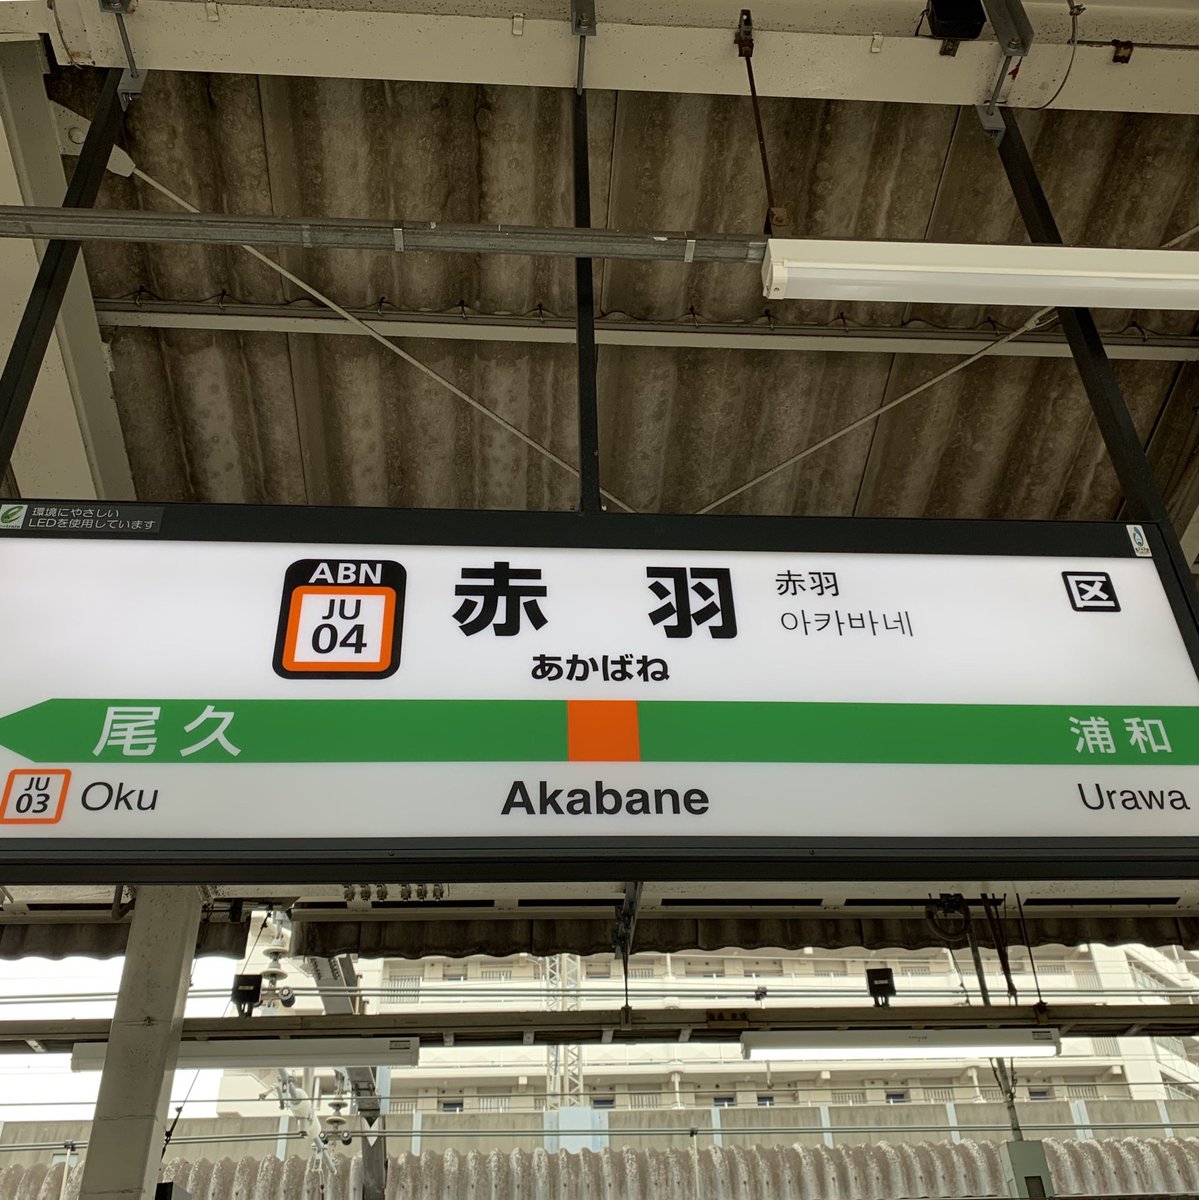 環境にやさしい
LEDを使用しています
ABN
JU
04
赤羽
あかばね
赤羽
아카바네
区
尾久
浦和
JU
03
Oku
Akabane
Urawa